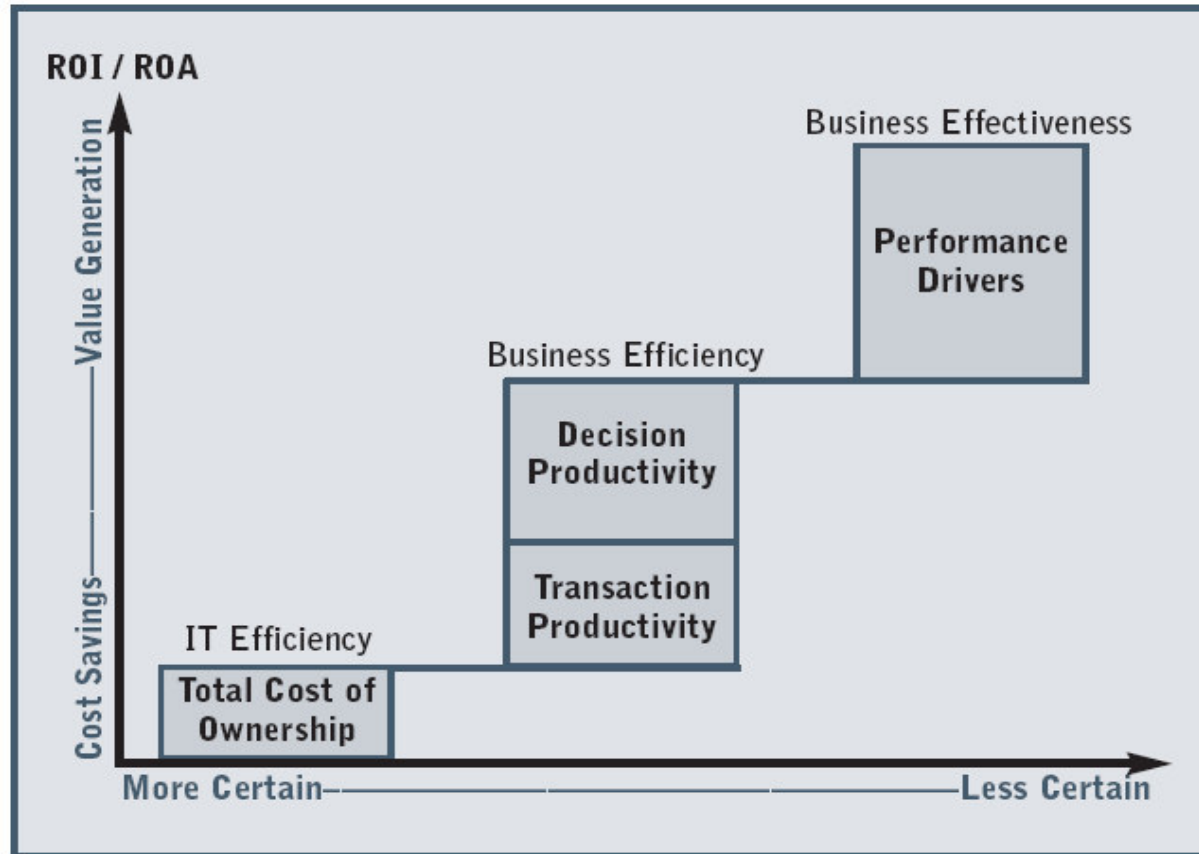 ROI / ROA
Business Effectiveness
Performance
Drivers
Business Efficiency
Decision
Productivity
Transaction
Productivity
IT Efficiency
Total Cost of
Ownership
Value Generation
Cost Savings
More Certain
Less Certain